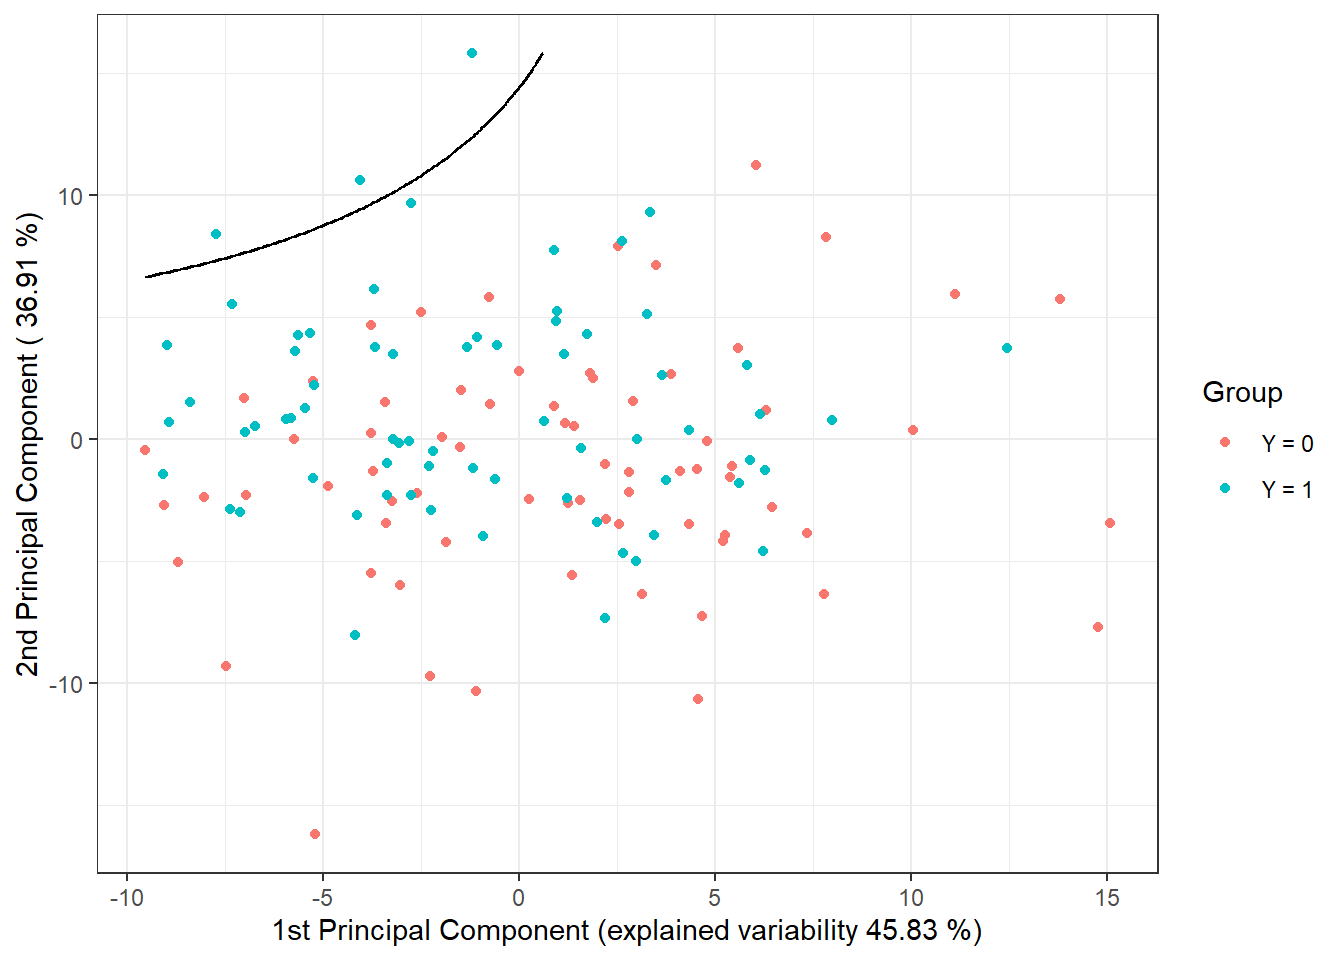 10
0
-10
2nd Principal Component ( 36.91 %)
-10
-5
0
5
10
15
1st Principal Component (explained variability 45.83 %)
Group
Y = 0
Y = 1